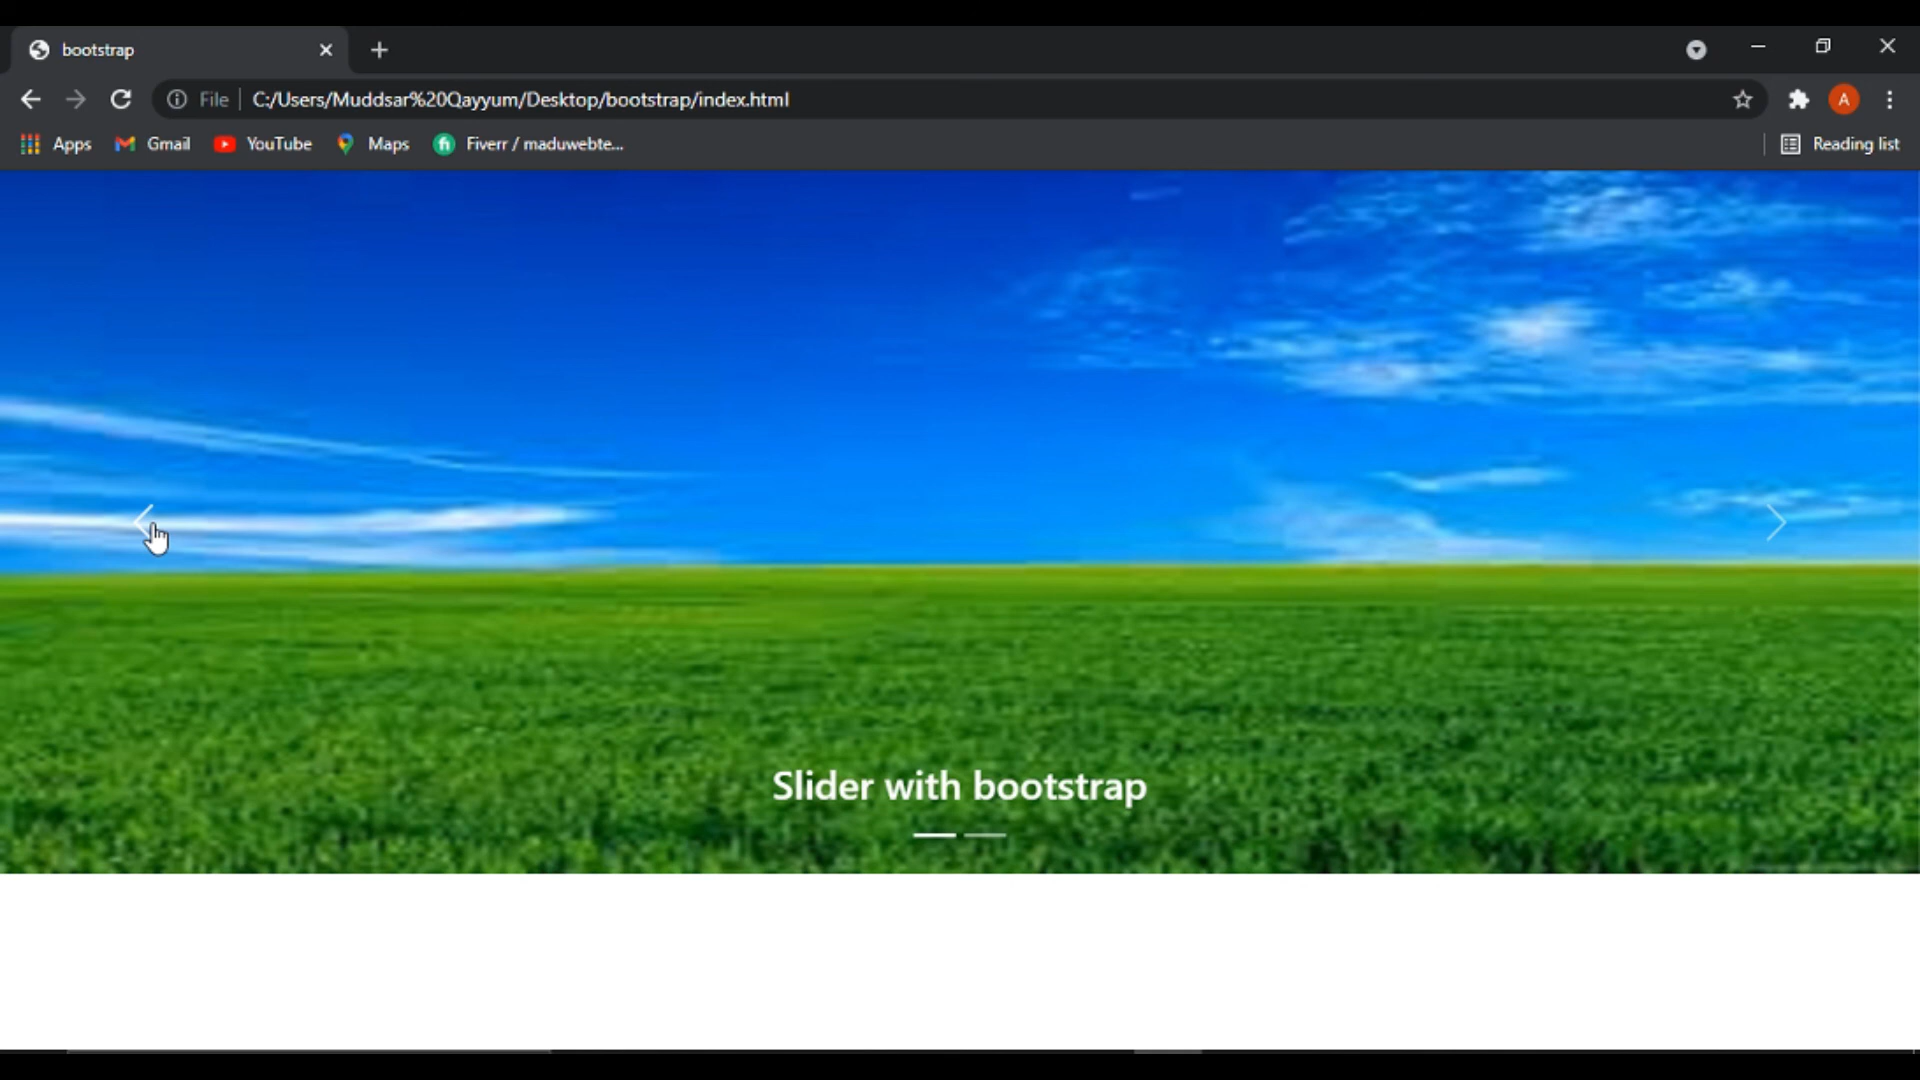 bootstrap
File C:/Users/Muddsar%20Qayyum/Desktop/bootstrap/index.html
A
Apps Gmail YouTube Maps fi Fiverr / maduwebte... Reading list
Slider with bootstrap